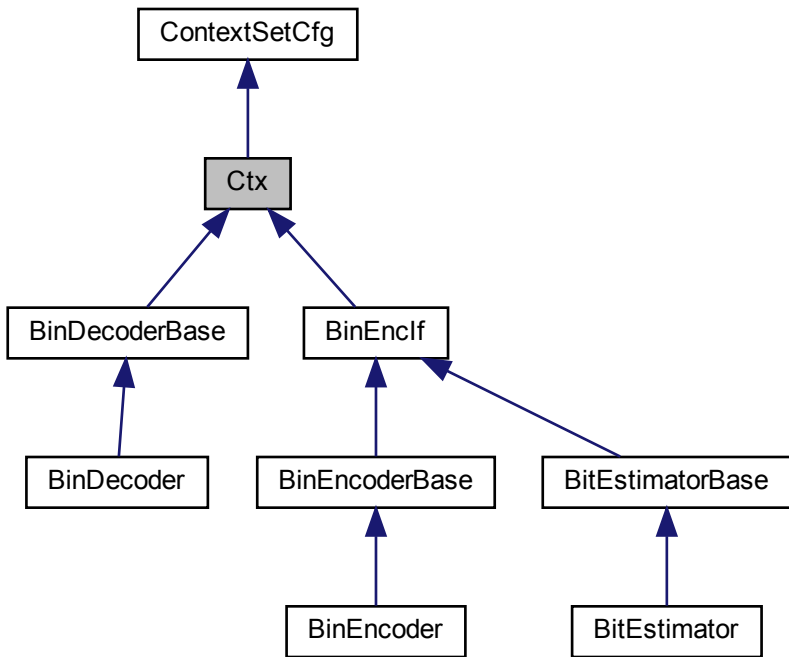 ContextSetCfg
Ctx
BinDecoderBase
BinEncIf
BinDecoder
BinEncoderBase
BitEstimatorBase
BinEncoder
BitEstimator